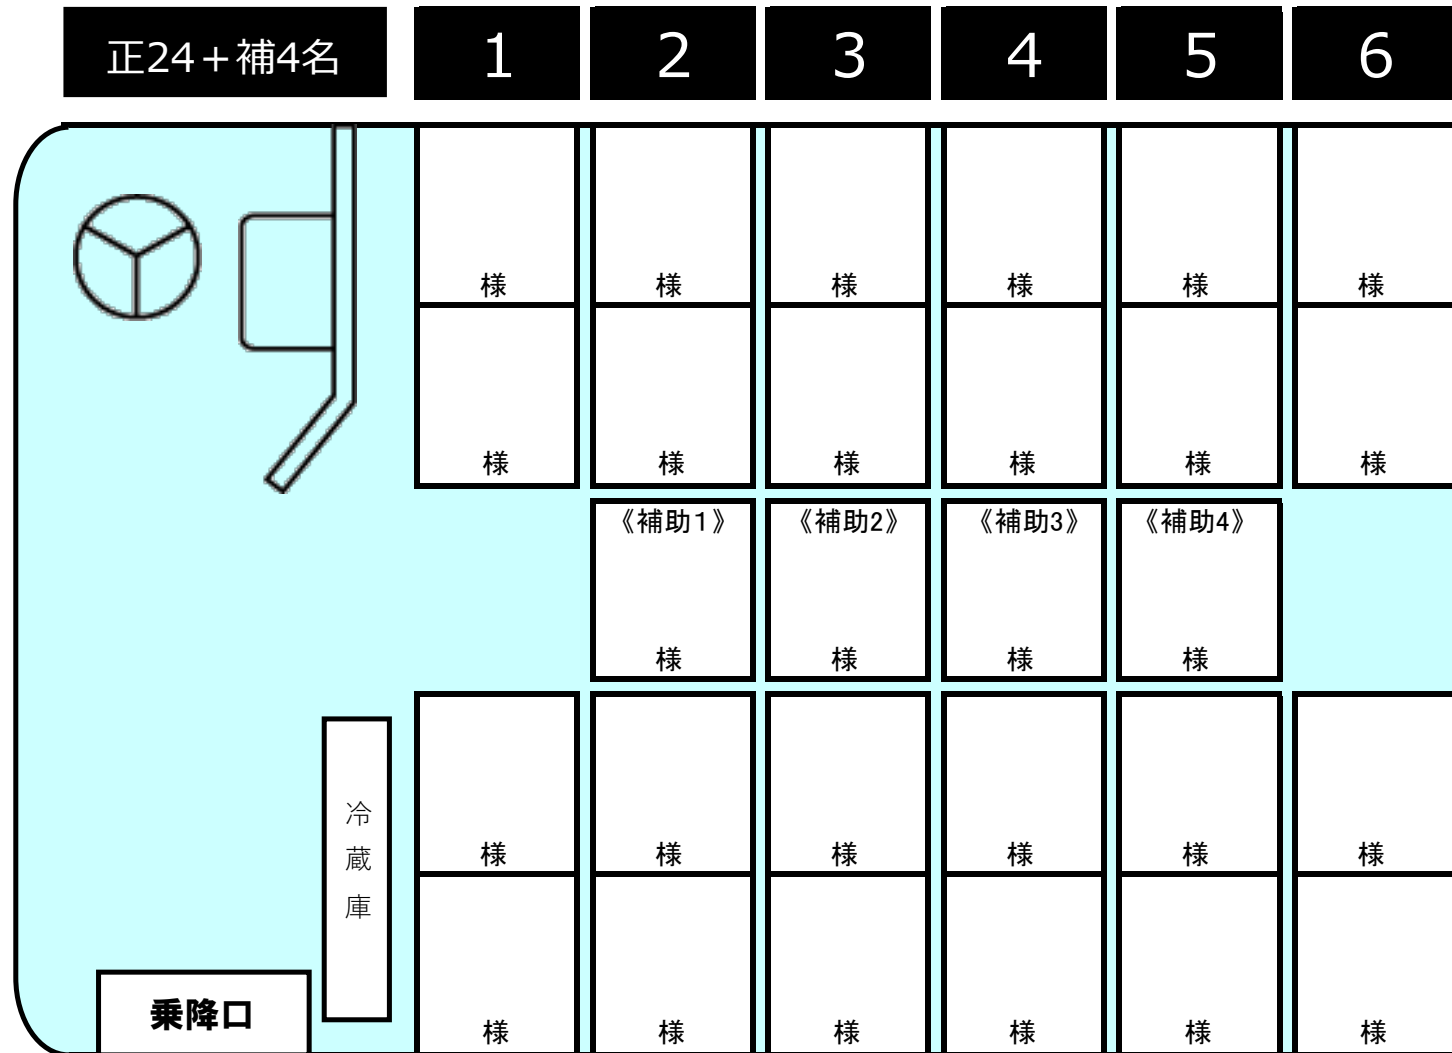 正24＋補4名 1 2 3 4 5 6
様 様 様 様 様 様
様 様 様 様 様 様
《補助１》 《補助2》 《補助3》 《補助4》
様 様 様 様
冷蔵庫
様 様 様 様 様 様
乗降口
様 様 様 様 様 様